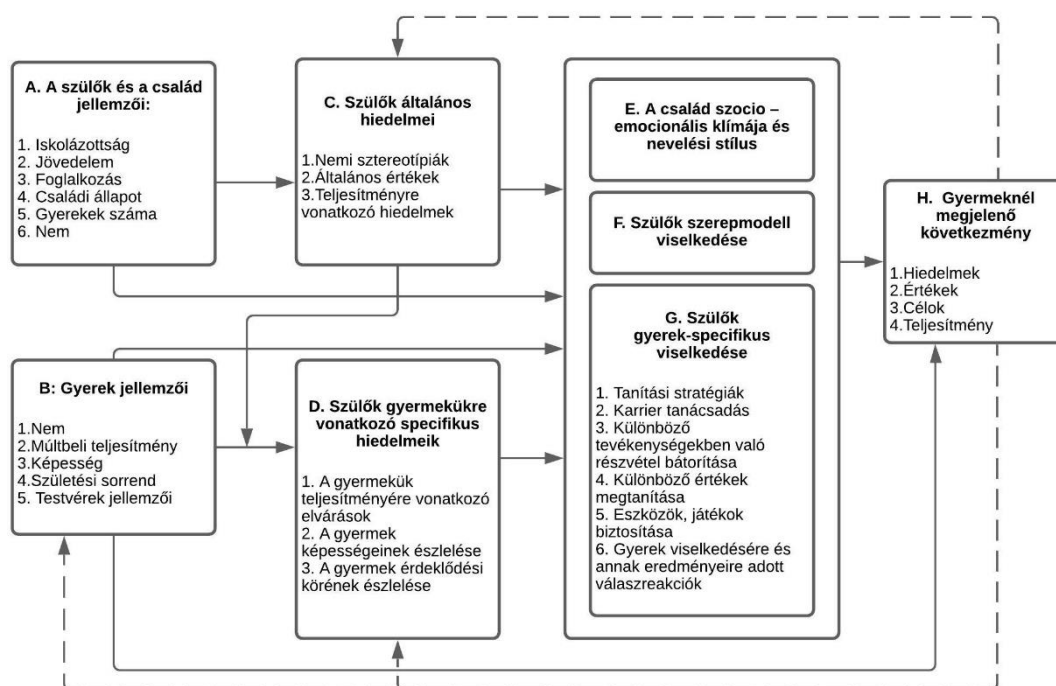 A. A szülők és a család
jellemzői:
1. Iskolázottság
2. Jövedelem
3. Foglalkozás
4. Családi állapot
5. Gyerekek száma
6. Nem
B: Gyerek jellemzői
1.Nem
2.Múltbeli teljesítmény
3.Képesség
4.Születési sorrend
5. Testvérek jellemzői
C. Szülők általános
hiedelmei
1.Nemi sztereotípiák
2.Általános értékek
3.Teljesítményre
vonatkozó hiedelmek
D. Szülők gyermekükre
vonatkozó specifikus
hiedelmeik
1. A gyermekük
teljesítményére vonatkozó
elvárások
2. A gyermek
képességeinek észlelése
3. A gyermek érdeklődési
körének észlelése
E. A család szocio –
emocionális klímája és
nevelési stílus
F. Szülők szerepmodell
viselkedése
G. Szülők
gyerek-specifikus
viselkedése
1. Tanítási stratégiák
2. Karrier tanácsadás
3. Különböző
tevékenységekben való
részvétel bátorítása
4. Különböző értékek
megtanítása
5. Eszközök, játékok
biztosítása
6. Gyerek viselkedésére és
annak eredményeire adott
válaszreakciók
H. Gyermeknél
megjelenő
következmény
1.Hiedelmek
2.Értékek
3.Célok
4.Teljesítmény